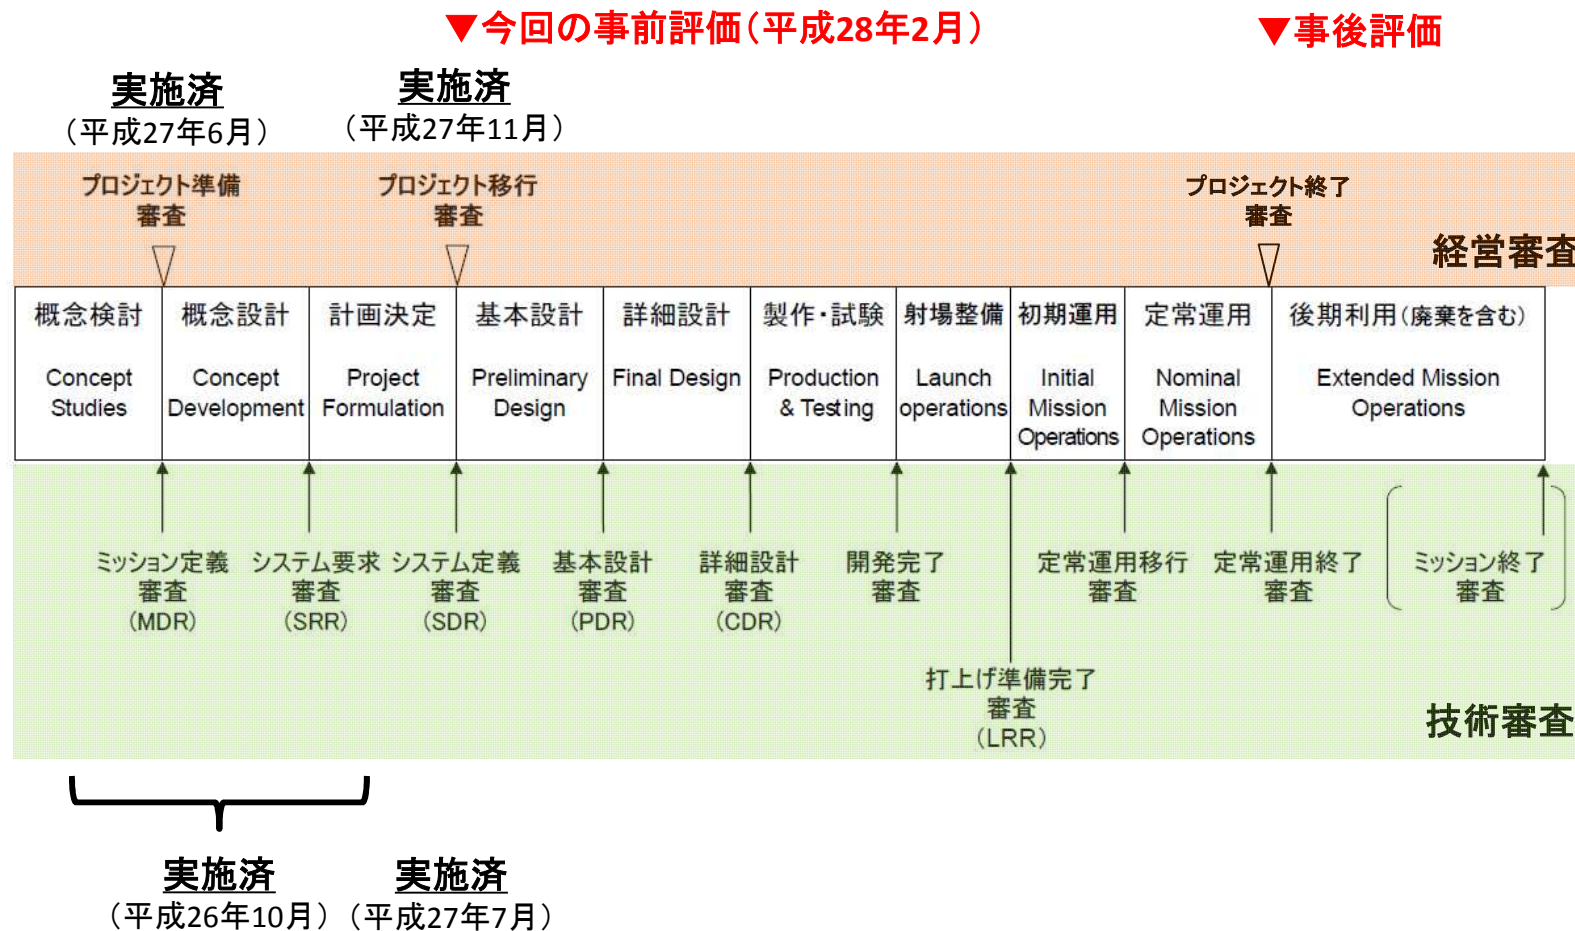 ▼今回の事前評価(平成28年2月)
▼事後評価
実施済
(平成27年6月)
実施済
(平成27年11月)
プロジェクト準備
審査
プロジェクト移行
審査
プロジェクト終了
審査
経営審査
概念検討
Concept
Studies
概念設計
Concept
Development
計画決定
Project
Formulation
基本設計
Preliminary
Design
詳細設計
Final Design
製作・試験
Production
& Testing
射場整備
Launch
operations
初期運用
Initial
Mission
Operations
定常運用
Nominal
Mission
Operations
後期利用(廃棄を含む)
Extended Mission
Operations
ミッション定義
審査
(MDR)
システム要求
審査
(SRR)
システム定義
審査
(SDR)
基本設計
審査
(PDR)
詳細設計
審査
(CDR)
開発完了
審査
打上げ準備完了
審査
(LRR)
定常運用移行
審査
定常運用終了
審査
ミッション終了
審査
技術審査
実施済
(平成26年10月)
実施済
(平成27年7月)